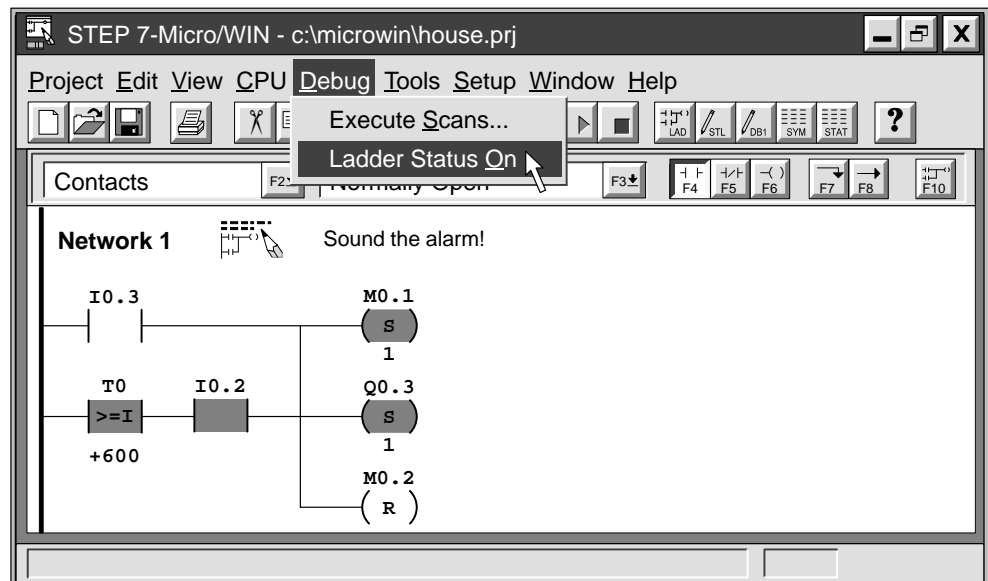 STEP 7-Micro/WIN - c:\microwin\house.prj
Project Edit View CPU Debug Tools Setup Window Help
Execute Scans...
LAD STL DB1 SYM STAT ?
Ladder Status On
Contacts F2 Normally Open F3 F4 F5 F6 F7 F8 F10
Network 1 Sound the alarm!
I0.3 M0.1
S
1
T0 I0.2 Q0.3
>=I S
+600 1
M0.2
R